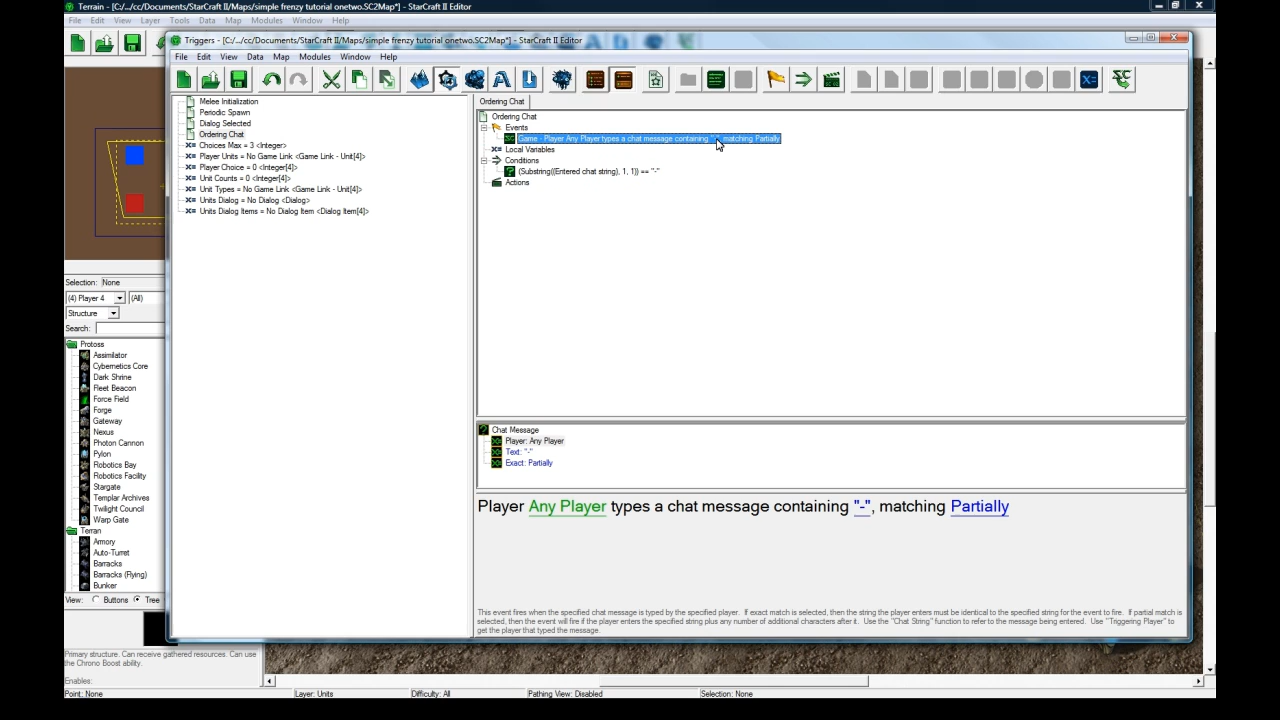 Terrain - [C:/../cc/Documents/StarCraft II/Maps/simple frenzy tutorial onetwo.SC2Map*] - StarCraft II Editor
File Edit View Layer Tools Data Map Modules Window Help
Triggers - [C:/../cc/Documents/StarCraft II/Maps/simple frenzy tutorial onetwo.SC2Map*] - StarCraft II Editor
File Edit View Data Map Modules Window Help
Melee Initialization
Periodic Spawn
Dialog Selected
Ordering Chat
Choices Max = 3 <Integer>
Player Units = No Game Link <Game Link - Unit[4]>
Player Choice = 0 <Integer[4]>
Unit Counts = 0 <Integer[4]>
Unit Types = No Game Link <Game Link - Unit[4]>
Units Dialog = No Dialog <Dialog>
Units Dialog Items = No Dialog Item <Dialog Item[4]>
Ordering Chat
Ordering Chat
Events
Game - Player Any Player types a chat message containing "-", matching Partially
Local Variables
Conditions
(Substring((Entered chat string), 1, 1)) == "-"
Actions
Selection: None
(4) Player 4 (All)
Structure
Search:
Protoss
Assimilator
Cybernetics Core
Dark Shrine
Fleet Beacon
Force Field
Forge
Gateway
Nexus
Photon Cannon
Pylon
Robotics Bay
Robotics Facility
Stargate
Templar Archives
Twilight Council
Warp Gate
Terran
Armory
Auto-Turret
Barracks
Barracks (Flying)
Bunker
View: Buttons Tree
Chat Message
Player: Any Player
Text: "-"
Exact: Partially
Player Any Player types a chat message containing "-", matching Partially
This event fires when the specified chat message is typed by the specified player. If exact match is selected, then the string the player enters must be identical to the specified string for the event to fire. If partial match is
selected, then the event will fire if the player enters the specified string plus any number of additional characters after it. Use the "Chat String" function to refer to the message being entered. Use "Triggering Player" to
get the player that typed the message.
Primary structure. Can receive gathered resources. Can use
the Chrono Boost ability.
Enables:
Point: None Layer: Units Difficulty: All Pathing View: Disabled Selection: None